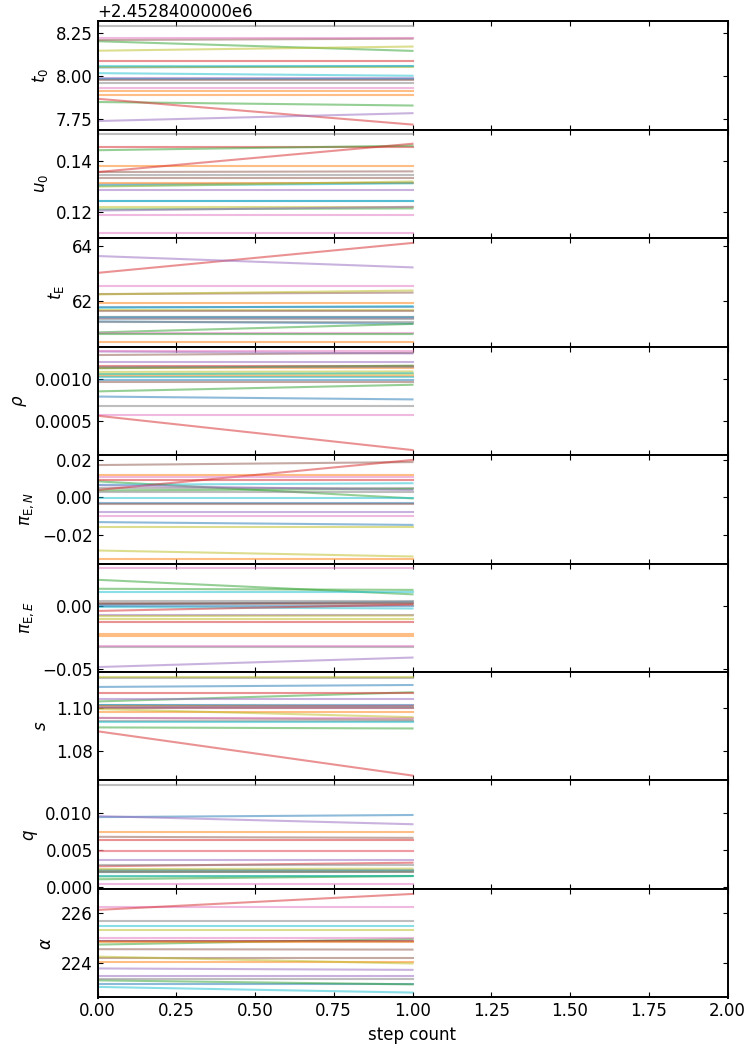 +2.4528400000e6
8.25
8.00
7.75
t0
0.14
0.12
u0
64
62
tE
0.0010
0.0005
ρ
0.02
0.00
−0.02
πE,N
0.00
−0.05
πE,E
1.10
1.08
s
0.010
0.005
0.000
q
226
224
α
0.00 0.25 0.50 0.75 1.00 1.25 1.50 1.75 2.00
step count